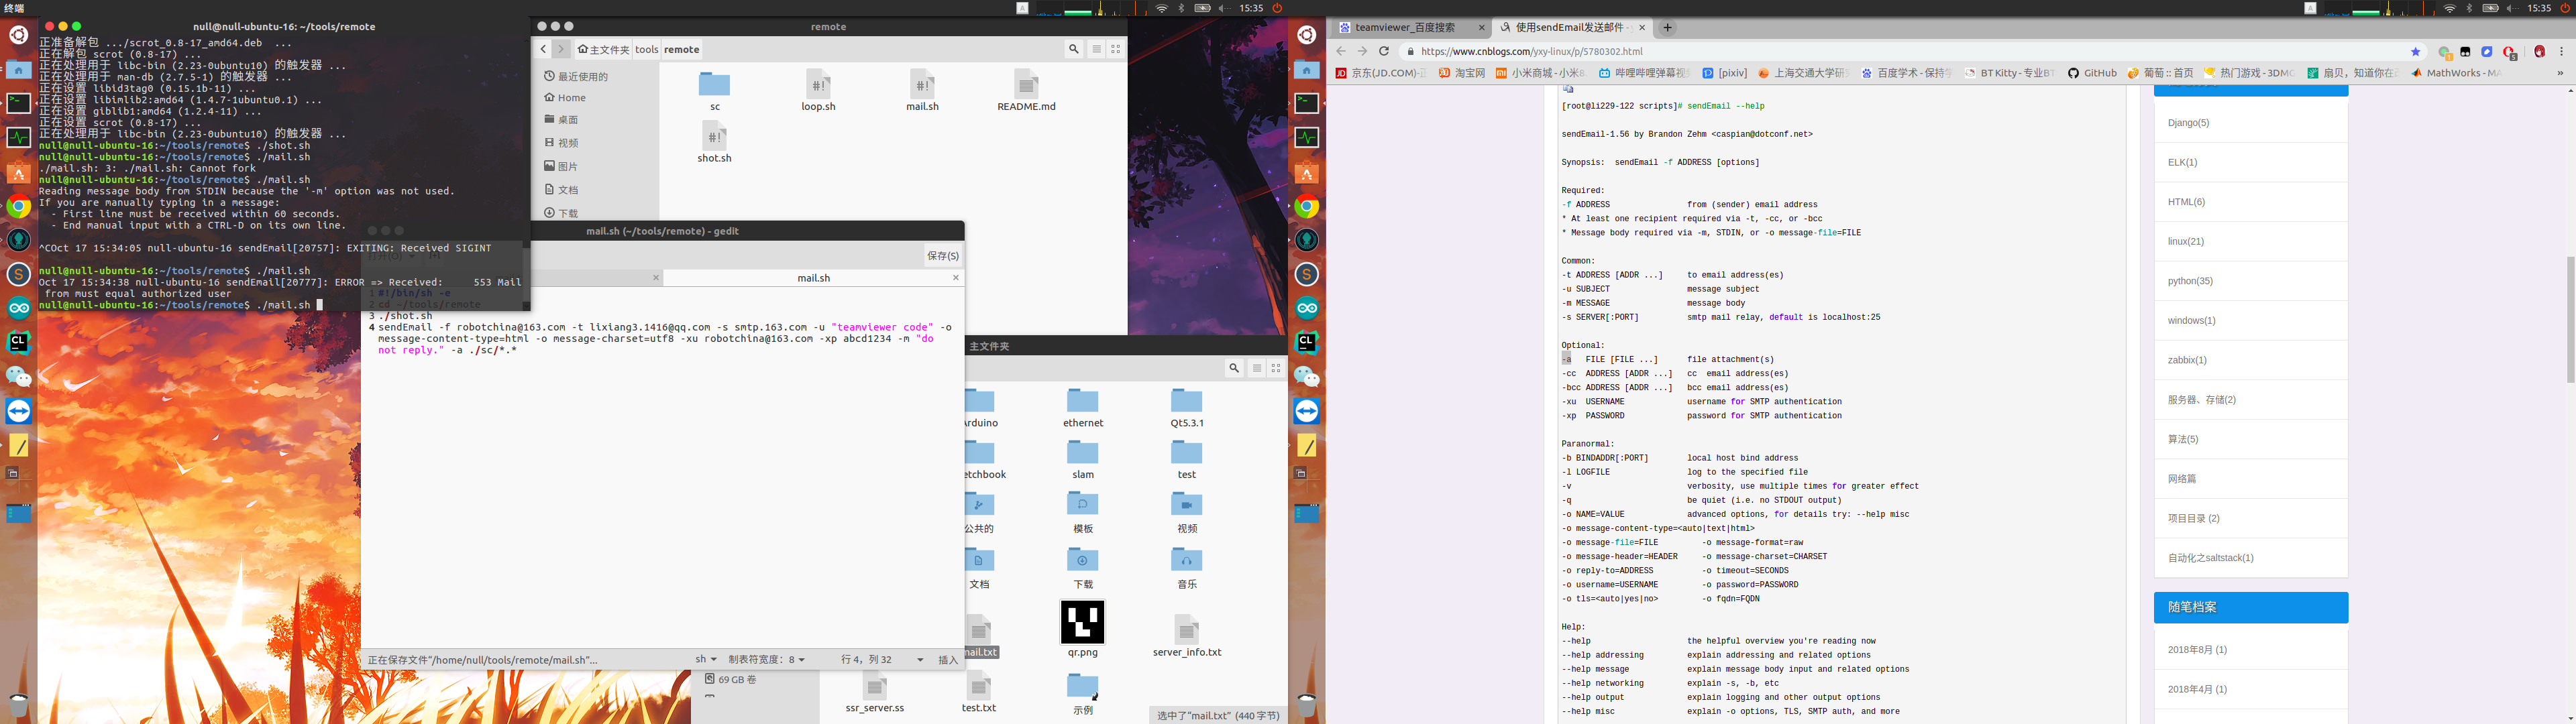 终端
15:35
15:35
null@null-ubuntu-16: ~/tools/remote
正准备解包 .../scrot_0.8-17_amd64.deb ...
正在解包 scrot (0.8-17) ...
正在处理用于 libc-bin (2.23-0ubuntu10) 的触发器 ...
正在处理用于 man-db (2.7.5-1) 的触发器 ...
正在设置 libid3tag0 (0.15.1b-11) ...
正在设置 libimlib2:amd64 (1.4.7-1ubuntu0.1) ...
正在设置 giblib1:amd64 (1.2.4-11) ...
正在设置 scrot (0.8-17) ...
正在处理用于 libc-bin (2.23-0ubuntu10) 的触发器 ...
null@null-ubuntu-16:~/tools/remote$ ./shot.sh
null@null-ubuntu-16:~/tools/remote$ ./mail.sh
./mail.sh: 3: ./mail.sh: Cannot fork
null@null-ubuntu-16:~/tools/remote$ ./mail.sh
Reading message body from STDIN because the '-m' option was not used.
If you are manually typing in a message:
- First line must be received within 60 seconds.
- End manual input with a CTRL-D on its own line.
^COct 17 15:34:05 null-ubuntu-16 sendEmail[20757]: EXITING: Received SIGINT
null@null-ubuntu-16:~/tools/remote$ ./mail.sh
Oct 17 15:34:38 null-ubuntu-16 sendEmail[20777]: ERROR => Received: 553 Mail
from must equal authorized user
null@null-ubuntu-16:~/tools/remote$ ./mail.sh
remote
主文件夹 tools remote
最近使用的
Home
桌面
视频
图片
文档
下载
sc
loop.sh
mail.sh
README.md
shot.sh
mail.sh (~/tools/remote) - gedit
打开(O)
保存(S)
mail.sh
1 #!/bin/sh -e
2 cd ~/tools/remote
3 ./shot.sh
4 sendEmail -f robotchina@163.com -t lixiang3.1416@qq.com -s smtp.163.com -u "teamviewer code" -o
message-content-type=html -o message-charset=utf8 -xu robotchina@163.com -xp abcd1234 -m "do
not reply." -a ./sc/*.*
正在保存文件"/home/null/tools/remote/mail.sh"...
sh
制表符宽度: 8
行 4, 列 32
插入
主文件夹
Arduino
ethernet
Qt5.3.1
etchbook
slam
test
公共的
模板
视频
文档
下载
音乐
mail.txt
qr.png
server_info.txt
69 GB 卷
ssr_server.ss
test.txt
示例
选中了"mail.txt" (440 字节)
teamviewer_百度搜索
使用sendEmail发送邮件 -
https://www.cnblogs.com/yxy-linux/p/5780302.html
京东(JD.COM)-正
淘宝网
小米商城 - 小米8
哔哩哔哩弹幕视
[pixiv]
上海交通大学研
百度学术 - 保持学
BT Kitty - 专业BT
GitHub
葡萄 :: 首页
热门游戏 - 3DMG
扇贝，知道你在
MathWorks - MA
[root@li229-122 scripts]# sendEmail --help
sendEmail-1.56 by Brandon Zehm <caspian@dotconf.net>
Synopsis: sendEmail -f ADDRESS [options]
Required:
-f ADDRESS from (sender) email address
* At least one recipient required via -t, -cc, or -bcc
* Message body required via -m, STDIN, or -o message-file=FILE
Common:
-t ADDRESS [ADDR ...] to email address(es)
-u SUBJECT message subject
-m MESSAGE message body
-s SERVER[:PORT] smtp mail relay, default is localhost:25
Optional:
-a FILE [FILE ...] file attachment(s)
-cc ADDRESS [ADDR ...] cc email address(es)
-bcc ADDRESS [ADDR ...] bcc email address(es)
-xu USERNAME username for SMTP authentication
-xp PASSWORD password for SMTP authentication
Paranormal:
-b BINDADDR[:PORT] local host bind address
-l LOGFILE log to the specified file
-v verbosity, use multiple times for greater effect
-q be quiet (i.e. no STDOUT output)
-o NAME=VALUE advanced options, for details try: --help misc
-o message-content-type=<auto|text|html>
-o message-file=FILE -o message-format=raw
-o message-header=HEADER -o message-charset=CHARSET
-o reply-to=ADDRESS -o timeout=SECONDS
-o username=USERNAME -o password=PASSWORD
-o tls=<auto|yes|no> -o fqdn=FQDN
Help:
--help the helpful overview you're reading now
--help addressing explain addressing and related options
--help message explain message body input and related options
--help networking explain -s, -b, etc
--help output explain logging and other output options
--help misc explain -o options, TLS, SMTP auth, and more
Django(5)
ELK(1)
HTML(6)
linux(21)
python(35)
windows(1)
zabbix(1)
服务器、存储(2)
算法(5)
网络篇
项目目录 (2)
自动化之saltstack(1)
随笔档案
2018年8月 (1)
2018年4月 (1)